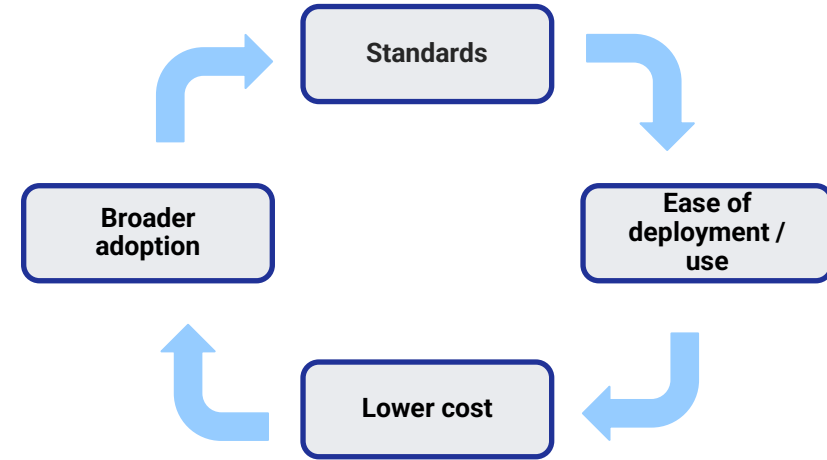 Standards
Broader
adoption
Ease of
deployment /
use
Lower cost